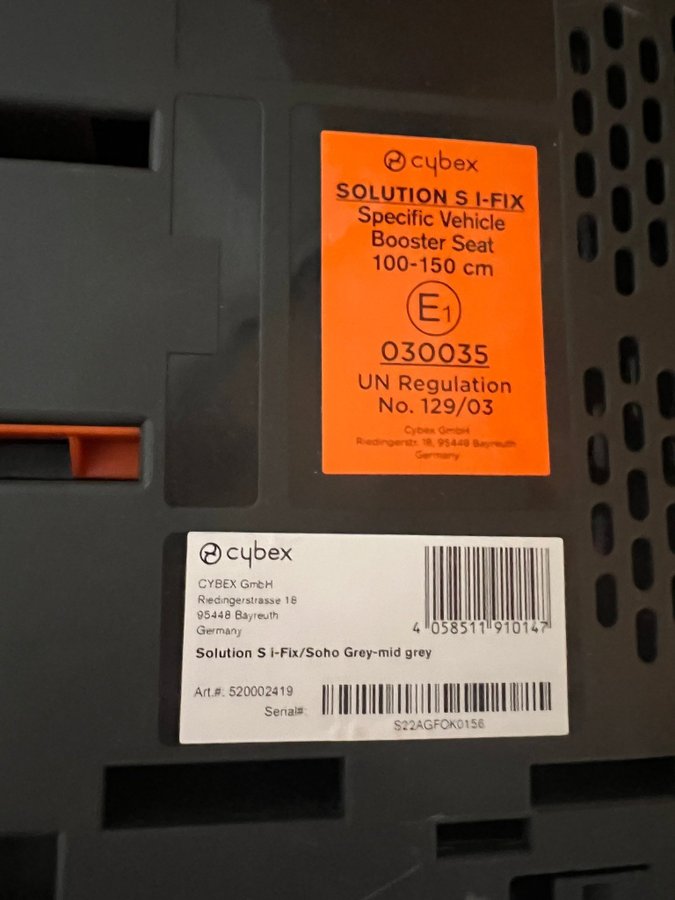 cybex
SOLUTION S I-FIX
Specific Vehicle
Booster Seat
100-150 cm
E1
030035
UN Regulation
No. 129/03
Cybex GmbH
Riedingerstr. 18, 95448 Bayreuth
Germany
cybex
CYBEX GmbH
Riedingerstrasse 18
95448 Bayreuth
Germany
4 058511 910147
Solution S i-Fix/Soho Grey-mid grey
Art.#: 520002419
Serial#:
S22AGFOK0156